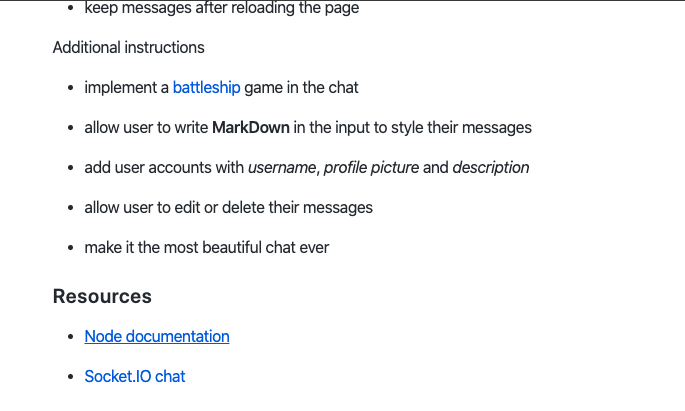 keep messages after reloading the page
Additional instructions
implement a battleship game in the chat
allow user to write MarkDown in the input to style their messages
add user accounts with username, profile picture and description
allow user to edit or delete their messages
make it the most beautiful chat ever
Resources
Node documentation
Socket.IO chat